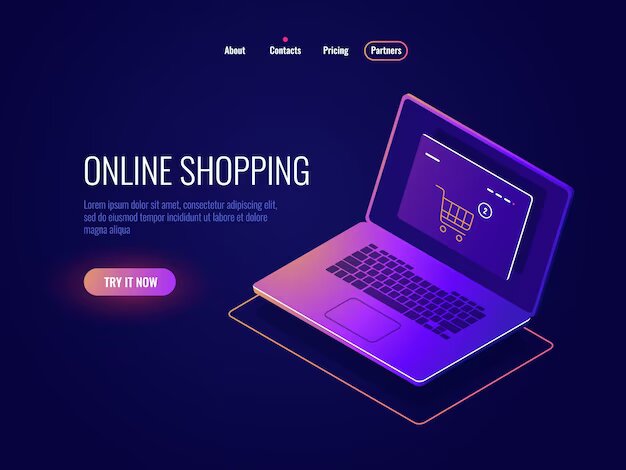 About Contacts Pricing Partners
ONLINE SHOPPING
Lorem ipsum dolor sit amet, consectetur adipiscing elit,
sed do eiusmod tempor incididunt ut labore et dolore
magna aliqua
TRY IT NOW
2